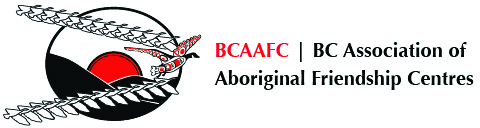 BCAAFC | BC Association of
Aboriginal Friendship Centres